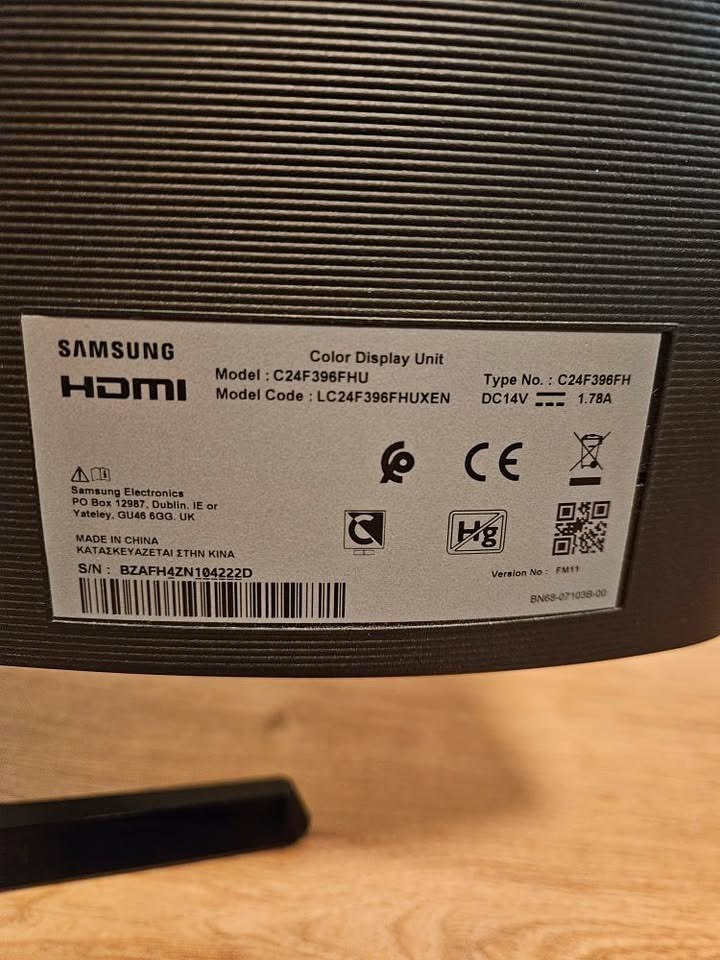 SAMSUNG
HDMI
Color Display Unit
Model : C24F396FHU
Model Code : LC24F396FHUXEN
Type No. : C24F396FH
DC14V 1.78A
Samsung Electronics
PO Box 12987, Dublin. IE or
Yateley, GU46 6GG. UK
MADE IN CHINA
ΚΑΤΑΣΚΕΥΑΖΕΤΑΙ ΣΤΗΝ ΚΙΝΑ
S/N : BZAFH4ZN104222D
CE
Hg
Version No : FM11
BN68-07103B-00